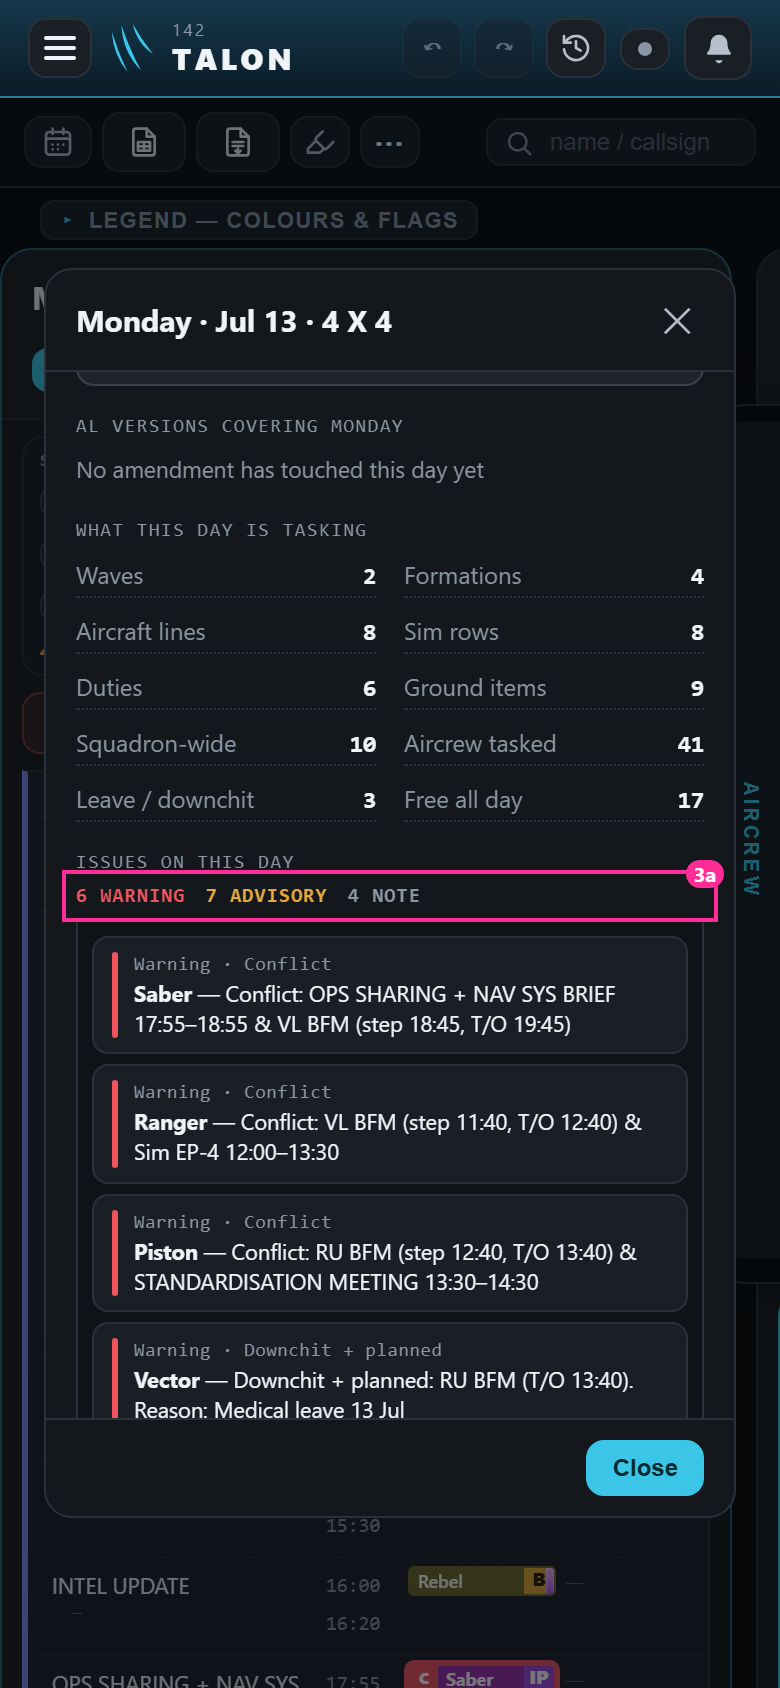 142
TALON
name / callsign
LEGEND — COLOURS & FLAGS
Monday · Jul 13 · 4 X 4
AL VERSIONS COVERING MONDAY
No amendment has touched this day yet
WHAT THIS DAY IS TASKING
Waves 2 Formations 4
Aircraft lines 8 Sim rows 8
Duties 6 Ground items 9
Squadron-wide 10 Aircrew tasked 41
Leave / downchit 3 Free all day 17
AIRCREW
ISSUES ON THIS DAY
3a
6 WARNING 7 ADVISORY 4 NOTE
Warning · Conflict
Saber — Conflict: OPS SHARING + NAV SYS BRIEF
17:55–18:55 & VL BFM (step 18:45, T/O 19:45)
Warning · Conflict
Ranger — Conflict: VL BFM (step 11:40, T/O 12:40) &
Sim EP-4 12:00–13:30
Warning · Conflict
Piston — Conflict: RU BFM (step 12:40, T/O 13:40) &
STANDARDISATION MEETING 13:30–14:30
Warning · Downchit + planned
Vector — Downchit + planned: RU BFM (T/O 13:40).
Reason: Medical leave 13 Jul
Close
15:30
INTEL UPDATE 16:00 Rebel B —
— 16:20
OPS SHARING + NAV SYS 17:55 C Saber IP —